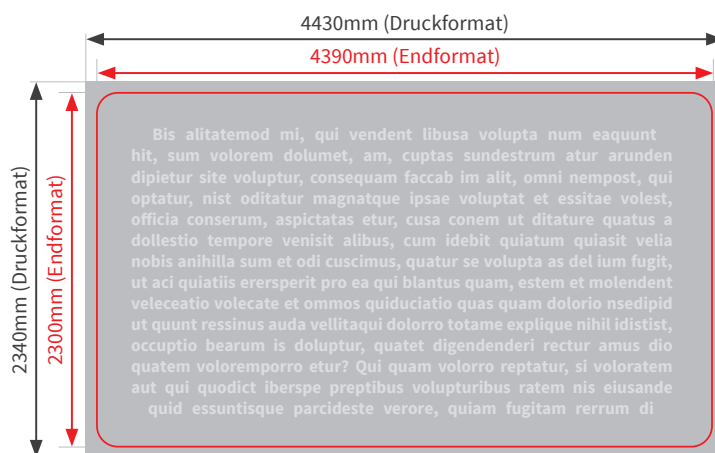 4430mm (Druckformat)
4390mm (Endformat)
2340mm (Druckformat)
2300mm (Endformat)
Bis alitatemod mi, qui vendent libusa volupta num eaquunt
hit, sum volorem dolumet, am, cuptas sundestrum atur arunden
dipietur site voluptur, consequam faccab im alit, omni nempost, qui
optatur, nist oditatur magnatque ipsae voluptat et essitae volest,
officia conserum, aspictatas etur, cusa conem ut ditature quatus a
dollestio tempore venisit alibus, cum idebit quiatum quiasit velia
nobis anihilla sum et odi cuscimus, quatur se volupta as del ium fugit,
ut aci quiatiis erersperit pro ea qui blantus quam, estem et molendent
veleceatio volecate et ommos quiduciatio quas quam dolorio nsedipid
ut quunt ressinus auda vellitaqui dolorro totame explique nihil idistist,
occuptio bearum is doluptur, quatet digendenderi rectur amus dio
quatem voloremporro etur? Qui quam volorro reptatur, si voloratem
aut qui quodict iberspe preptibus volupturibus ratem nis eiusande
quid essuntisque parcideste verore, quiam fugitam rerrum di